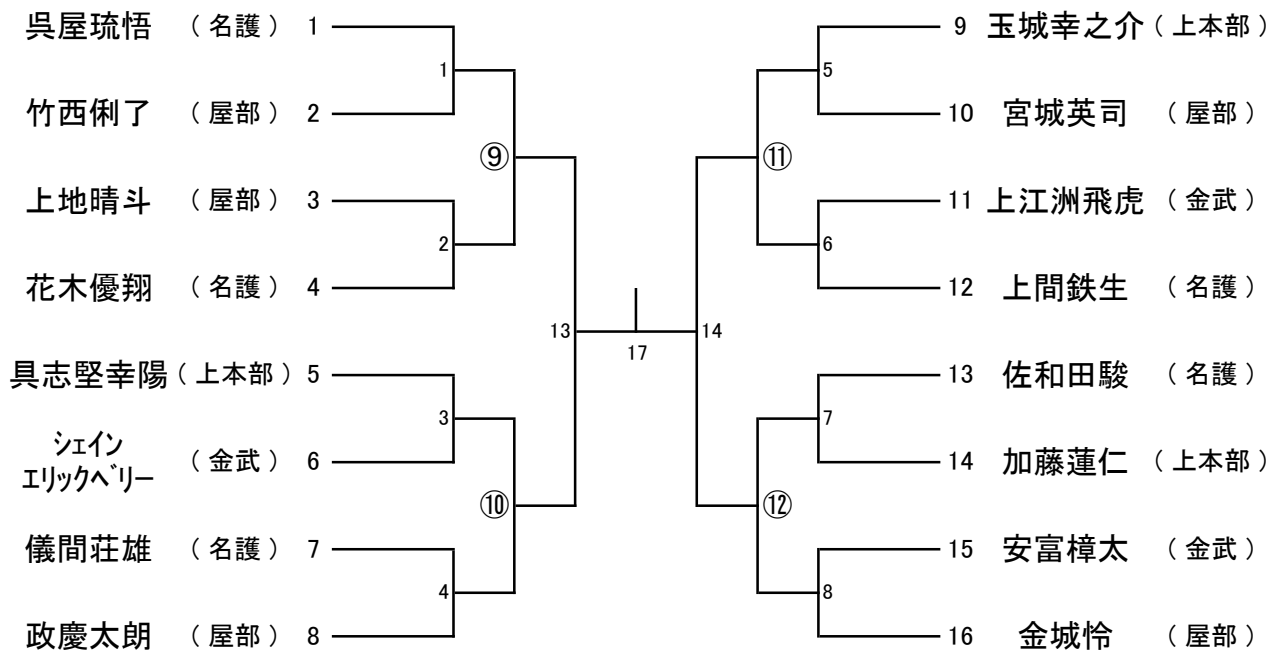 呉屋琉悟 （名護） 1
竹西俐了 （屋部） 2
上地晴斗 （屋部） 3
花木優翔 （名護） 4
具志堅幸陽 （上本部） 5
シェイン
エリックベリー （金武） 6
儀間荘雄 （名護） 7
政慶太朗 （屋部） 8
1
2
3
4
⑨
⑩
13
17
14
⑪
⑫
5
6
7
8
9 玉城幸之介 （上本部）
10 宮城英司 （屋部）
11 上江洲飛虎 （金武）
12 上間鉄生 （名護）
13 佐和田駿 （名護）
14 加藤蓮仁 （上本部）
15 安富樟太 （金武）
16 金城怜 （屋部）